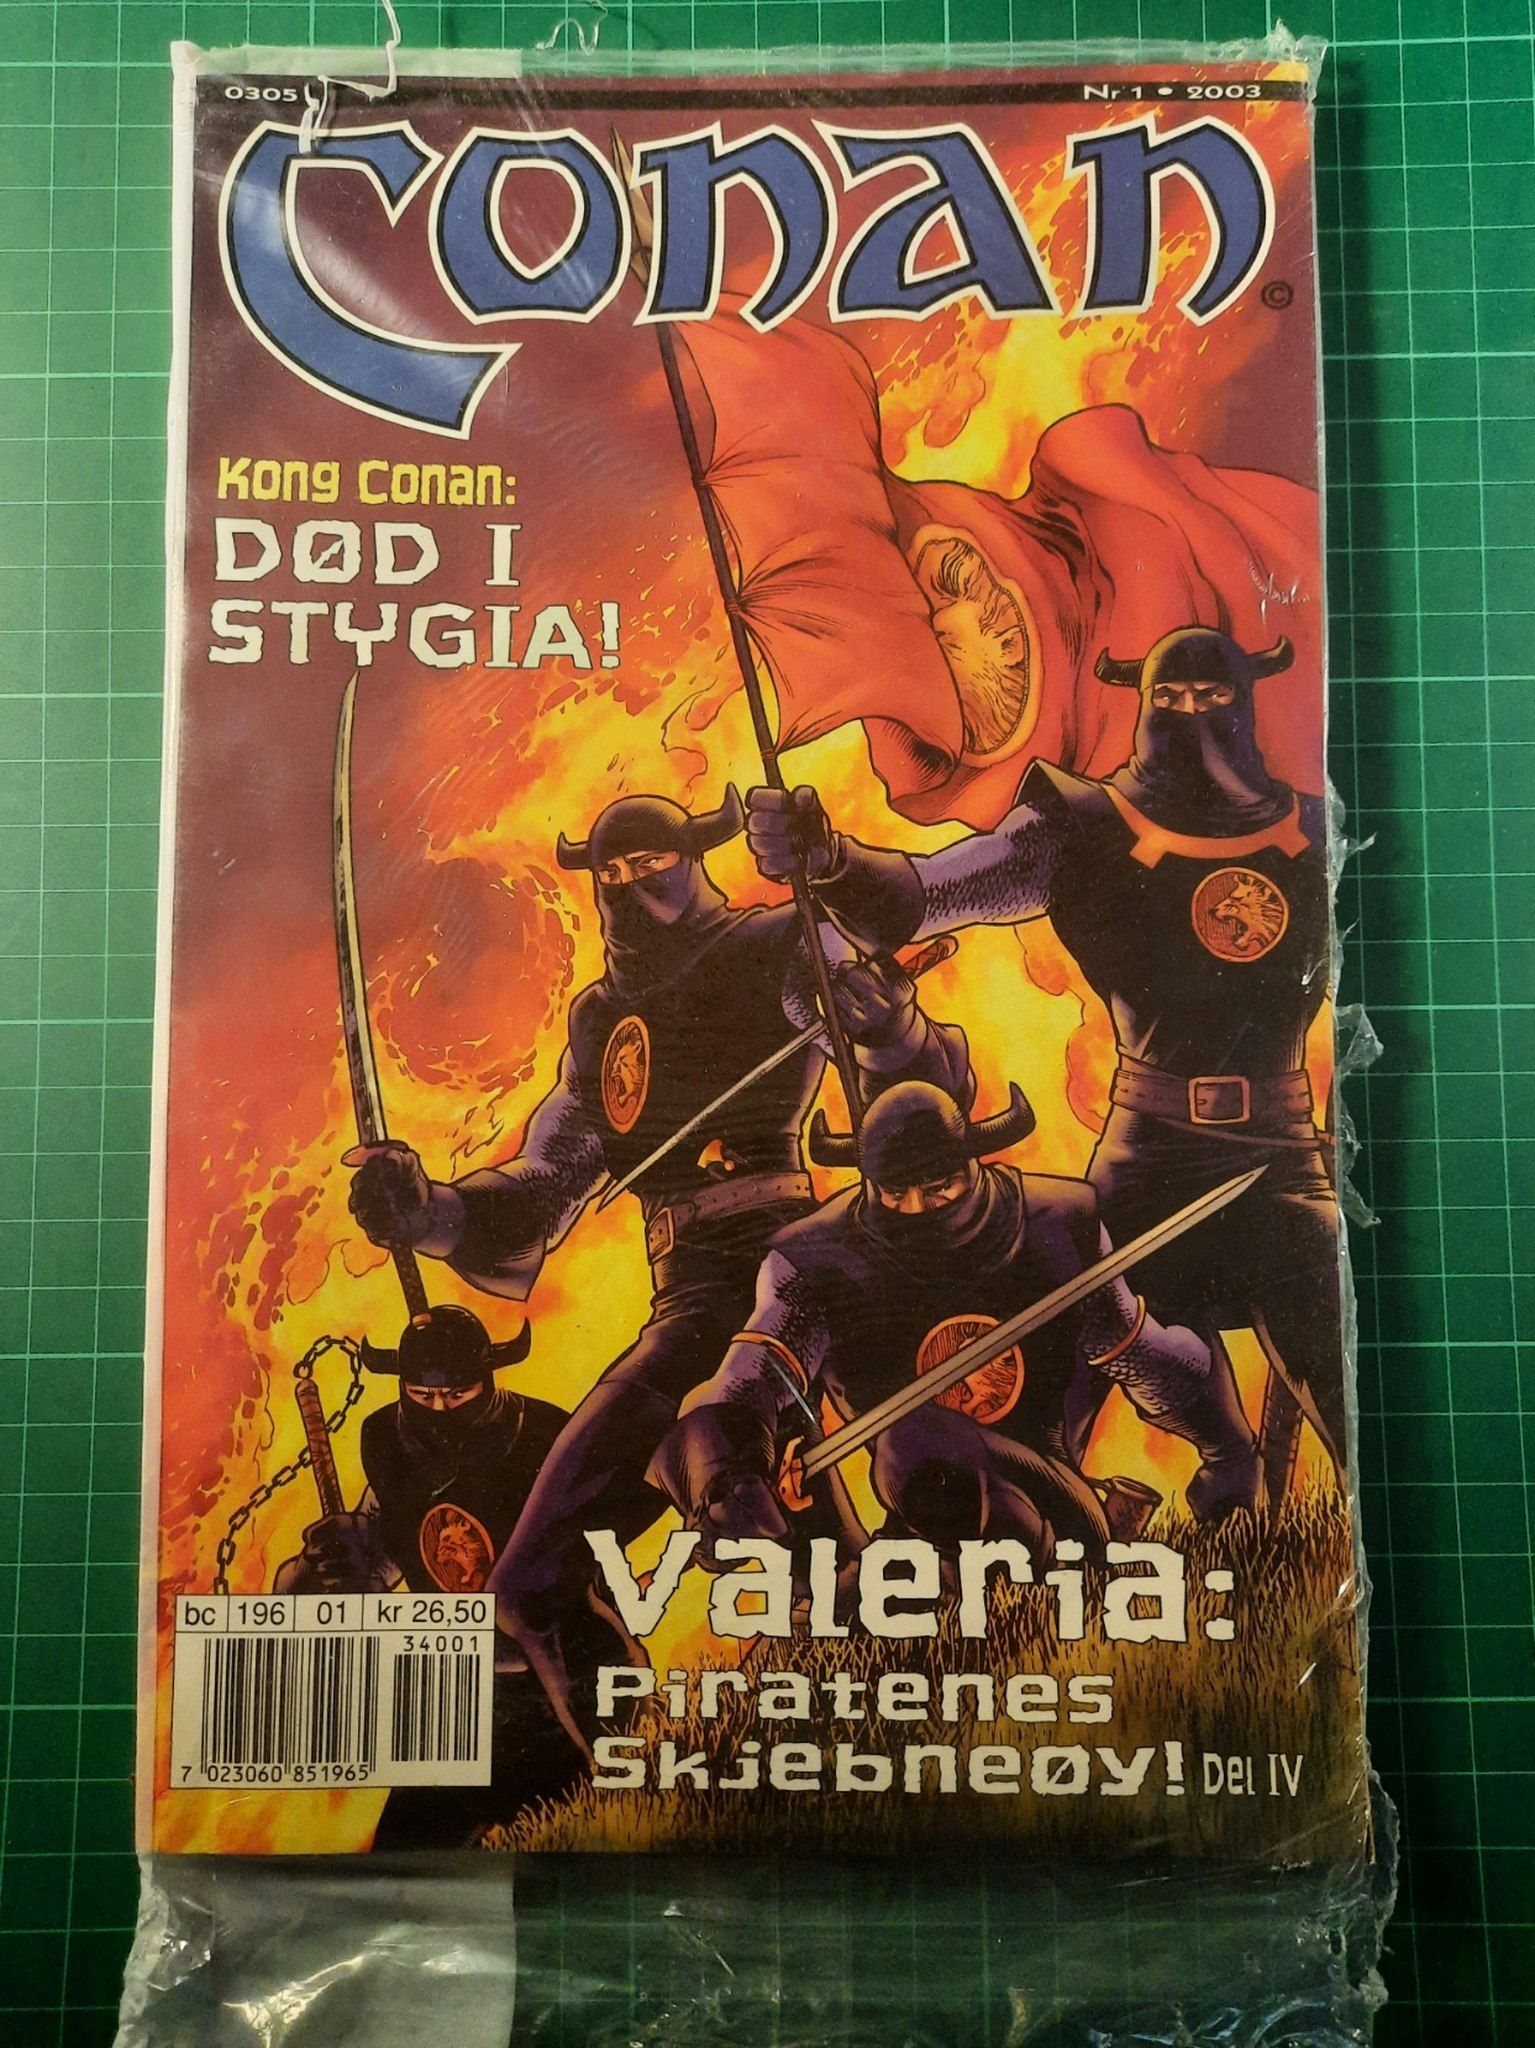 0305
Nr 1 • 2003
Conan
©
Kong Conan:
DØD I
STYGIA!
Valeria:
Piratenes
Skjebneøy! Del IV
bc 196 01 kr 26,50
34001
7 023060 851965